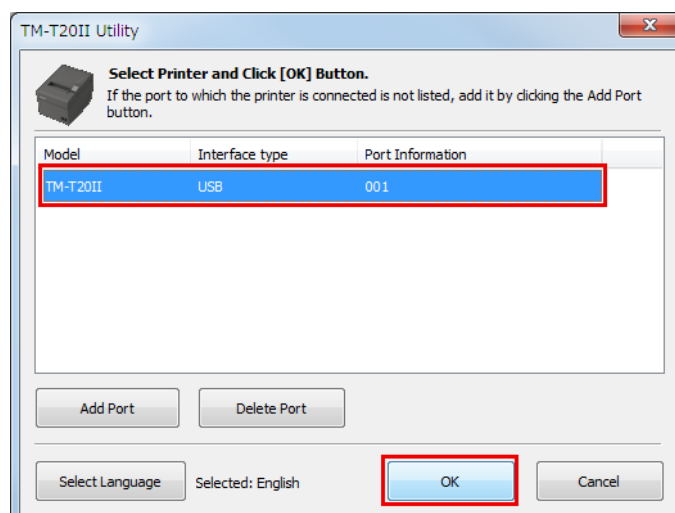 TM-T20II Utility
Select Printer and Click [OK] Button.
If the port to which the printer is connected is not listed, add it by clicking the Add Port
button.
Model Interface type Port Information
TM-T20II USB 001
Add Port Delete Port
Select Language Selected: English OK Cancel